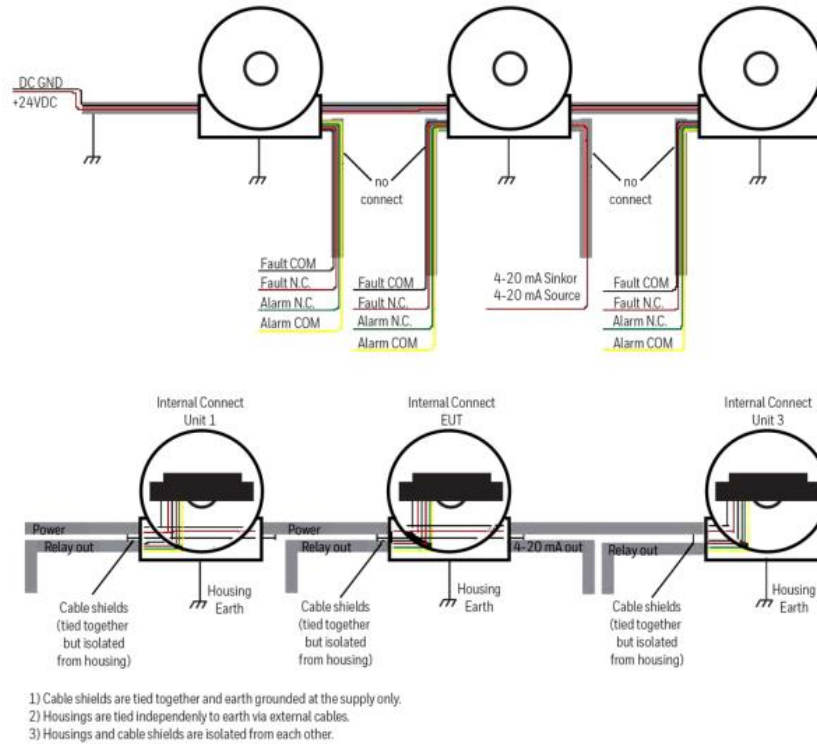 DC GND
+24VDC
no
connect
no
connect
Fault COM
Fault N.C.
Alarm N.C.
Alarm COM
Fault COM
Fault N.C.
Alarm N.C.
Alarm COM
4-20 mA Sinkor
4-20 mA Source
Fault COM
Fault N.C.
Alarm N.C.
Alarm COM
Internal Connect
Unit 1
Internal Connect
EUT
Internal Connect
Unit 3
Power
Relay out
Power
Relay out
4-20 mA out
Relay out
Housing
Earth
Housing
Earth
Housing
Earth
Cable shields
(tied together
but isolated
from housing)
Cable shields
(tied together
but isolated
from housing)
Cable shields
(tied together
but isolated
from housing)
1) Cable shields are tied together and earth grounded at the supply only.
2) Housings are tied independenly to earth via external cables.
3) Housings and cable shields are isolated from each other.